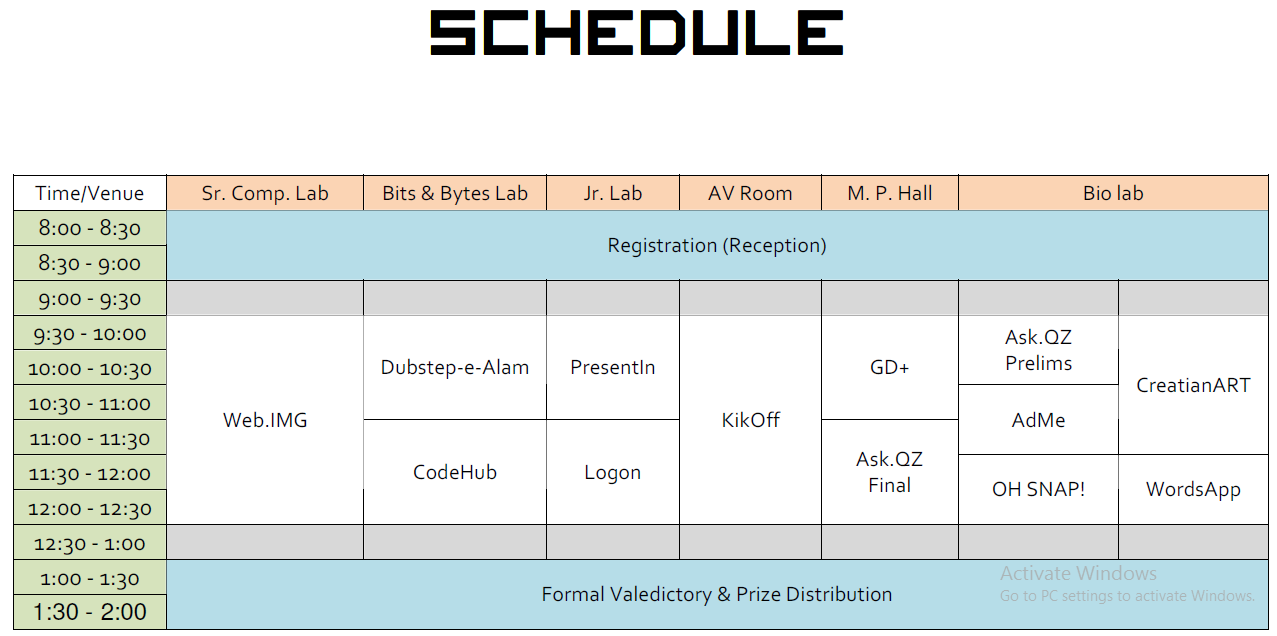 SCHEDULE
Time/Venue Sr. Comp. Lab Bits & Bytes Lab Jr. Lab AV Room M. P. Hall Bio lab
8:00 - 8:30
Registration (Reception)
8:30 - 9:00
9:00 - 9:30
9:30 - 10:00
Ask.QZ
Prelims
10:00 - 10:30
Dubstep-e-Alam PresentIn GD+
CreatianART
10:30 - 11:00
Web.IMG KikOff AdMe
11:00 - 11:30
11:30 - 12:00
CodeHub Logon
Ask.QZ
Final
OH SNAP! WordsApp
12:00 - 12:30
12:30 - 1:00
1:00 - 1:30
Formal Valedictory & Prize Distribution
1:30 - 2:00
Activate Windows
Go to PC settings to activate Windows.